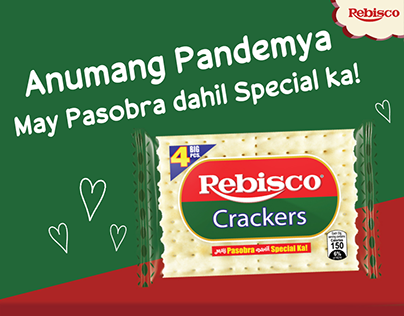 Rebisco
Anumang Pandemya
May Pasobra dahil Special ka!
4 BIG PCS.
Rebisco
Crackers
May Pasobra dahil Special Ka!
150
6%